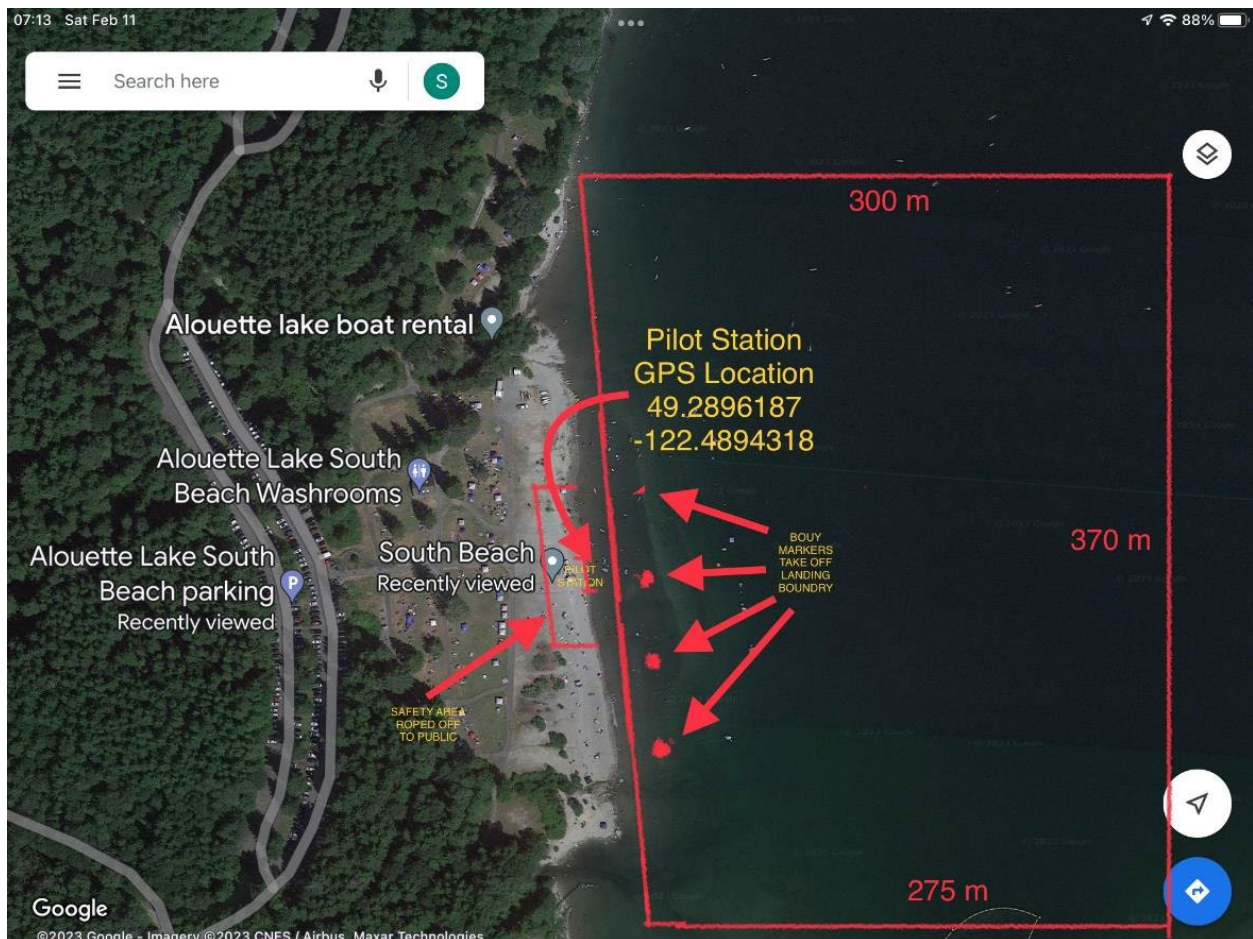 07:13 Sat Feb 11
88%
Search here
S
300 m
Alouette lake boat rental
Pilot Station
GPS Location
49.2896187
-122.4894318
Alouette Lake South
Beach Washrooms
370 m
BOUY
MARKERS
TAKE OFF
LANDING
BOUNDRY
South Beach
Recently viewed
PILOT
STATION
Alouette Lake South
Beach parking
Recently viewed
P
SAFETY AREA
ROPED OFF
TO PUBLIC
275 m
Google
©2023 Google - Imagery ©2023 CNES / Airbus, Maxar Technologies